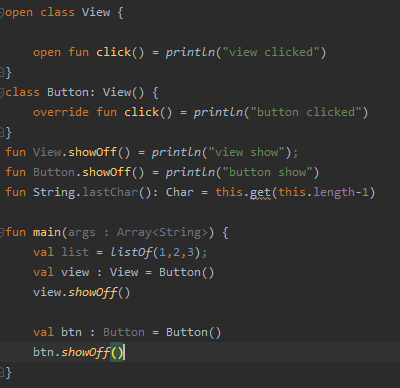 open class View {
open fun click() = println("view clicked")
}
class Button: View() {
override fun click() = println("button clicked")
}
fun View.showOff() = println("view show");
fun Button.showOff() = println("button show")
fun String.lastChar(): Char = this.get(this.length-1)
fun main(args : Array<String>) {
val list = listOf(1,2,3);
val view : View = Button()
view.showOff()
val btn : Button = Button()
btn.showOff()
}